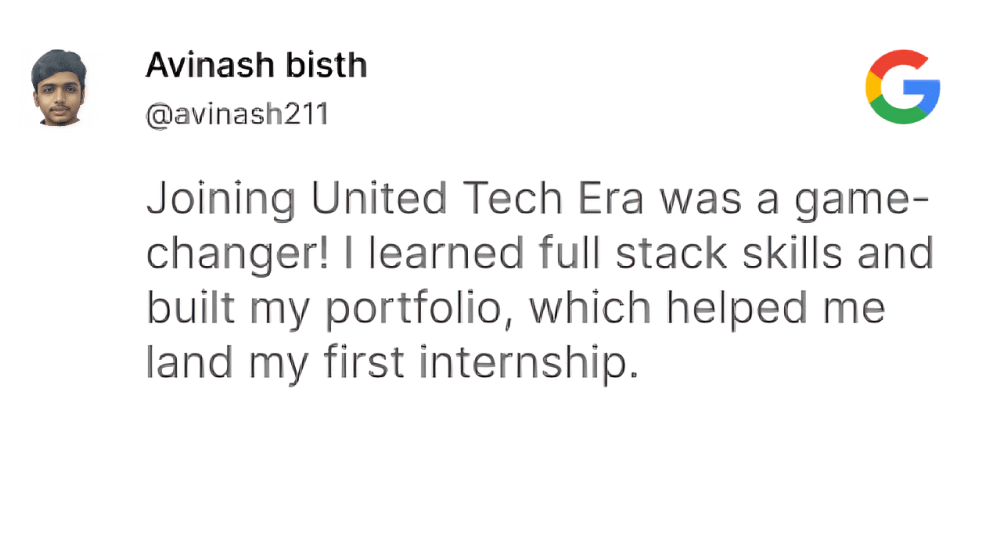 Avinash bisth
@avinash211
Joining United Tech Era was a game-
changer! I learned full stack skills and
built my portfolio, which helped me
land my first internship.